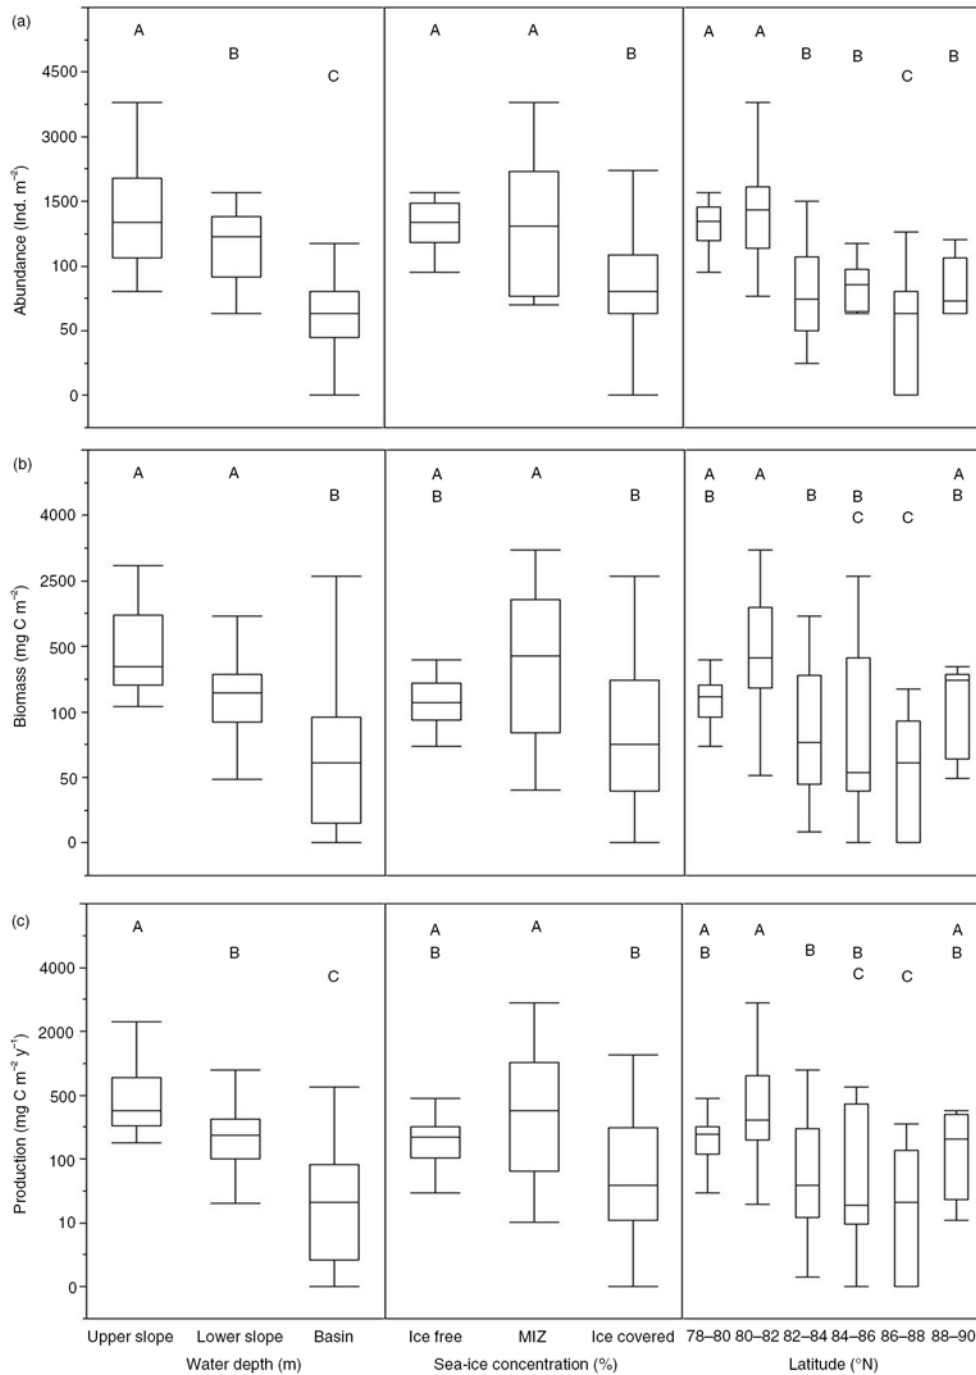 (a)
A
B
C
A
A
B
A
A
B
B
C
B
4500
3000
1500
100
50
0
Abundance (Ind. m⁻²)
(b)
A
A
B
A
B
A
B
A
B
A
B
B
C
C
A
B
4000
2500
500
100
50
0
Biomass (mg C m⁻²)
(c)
A
B
C
A
B
A
B
A
B
A
B
B
C
C
A
B
4000
2000
500
100
10
0
Production (mg C m⁻² y⁻¹)
Upper slope Lower slope Basin Ice free MIZ Ice covered 78–80 80–82 82–84 84–86 86–88 88–90
Water depth (m) Sea-ice concentration (%) Latitude (°N)